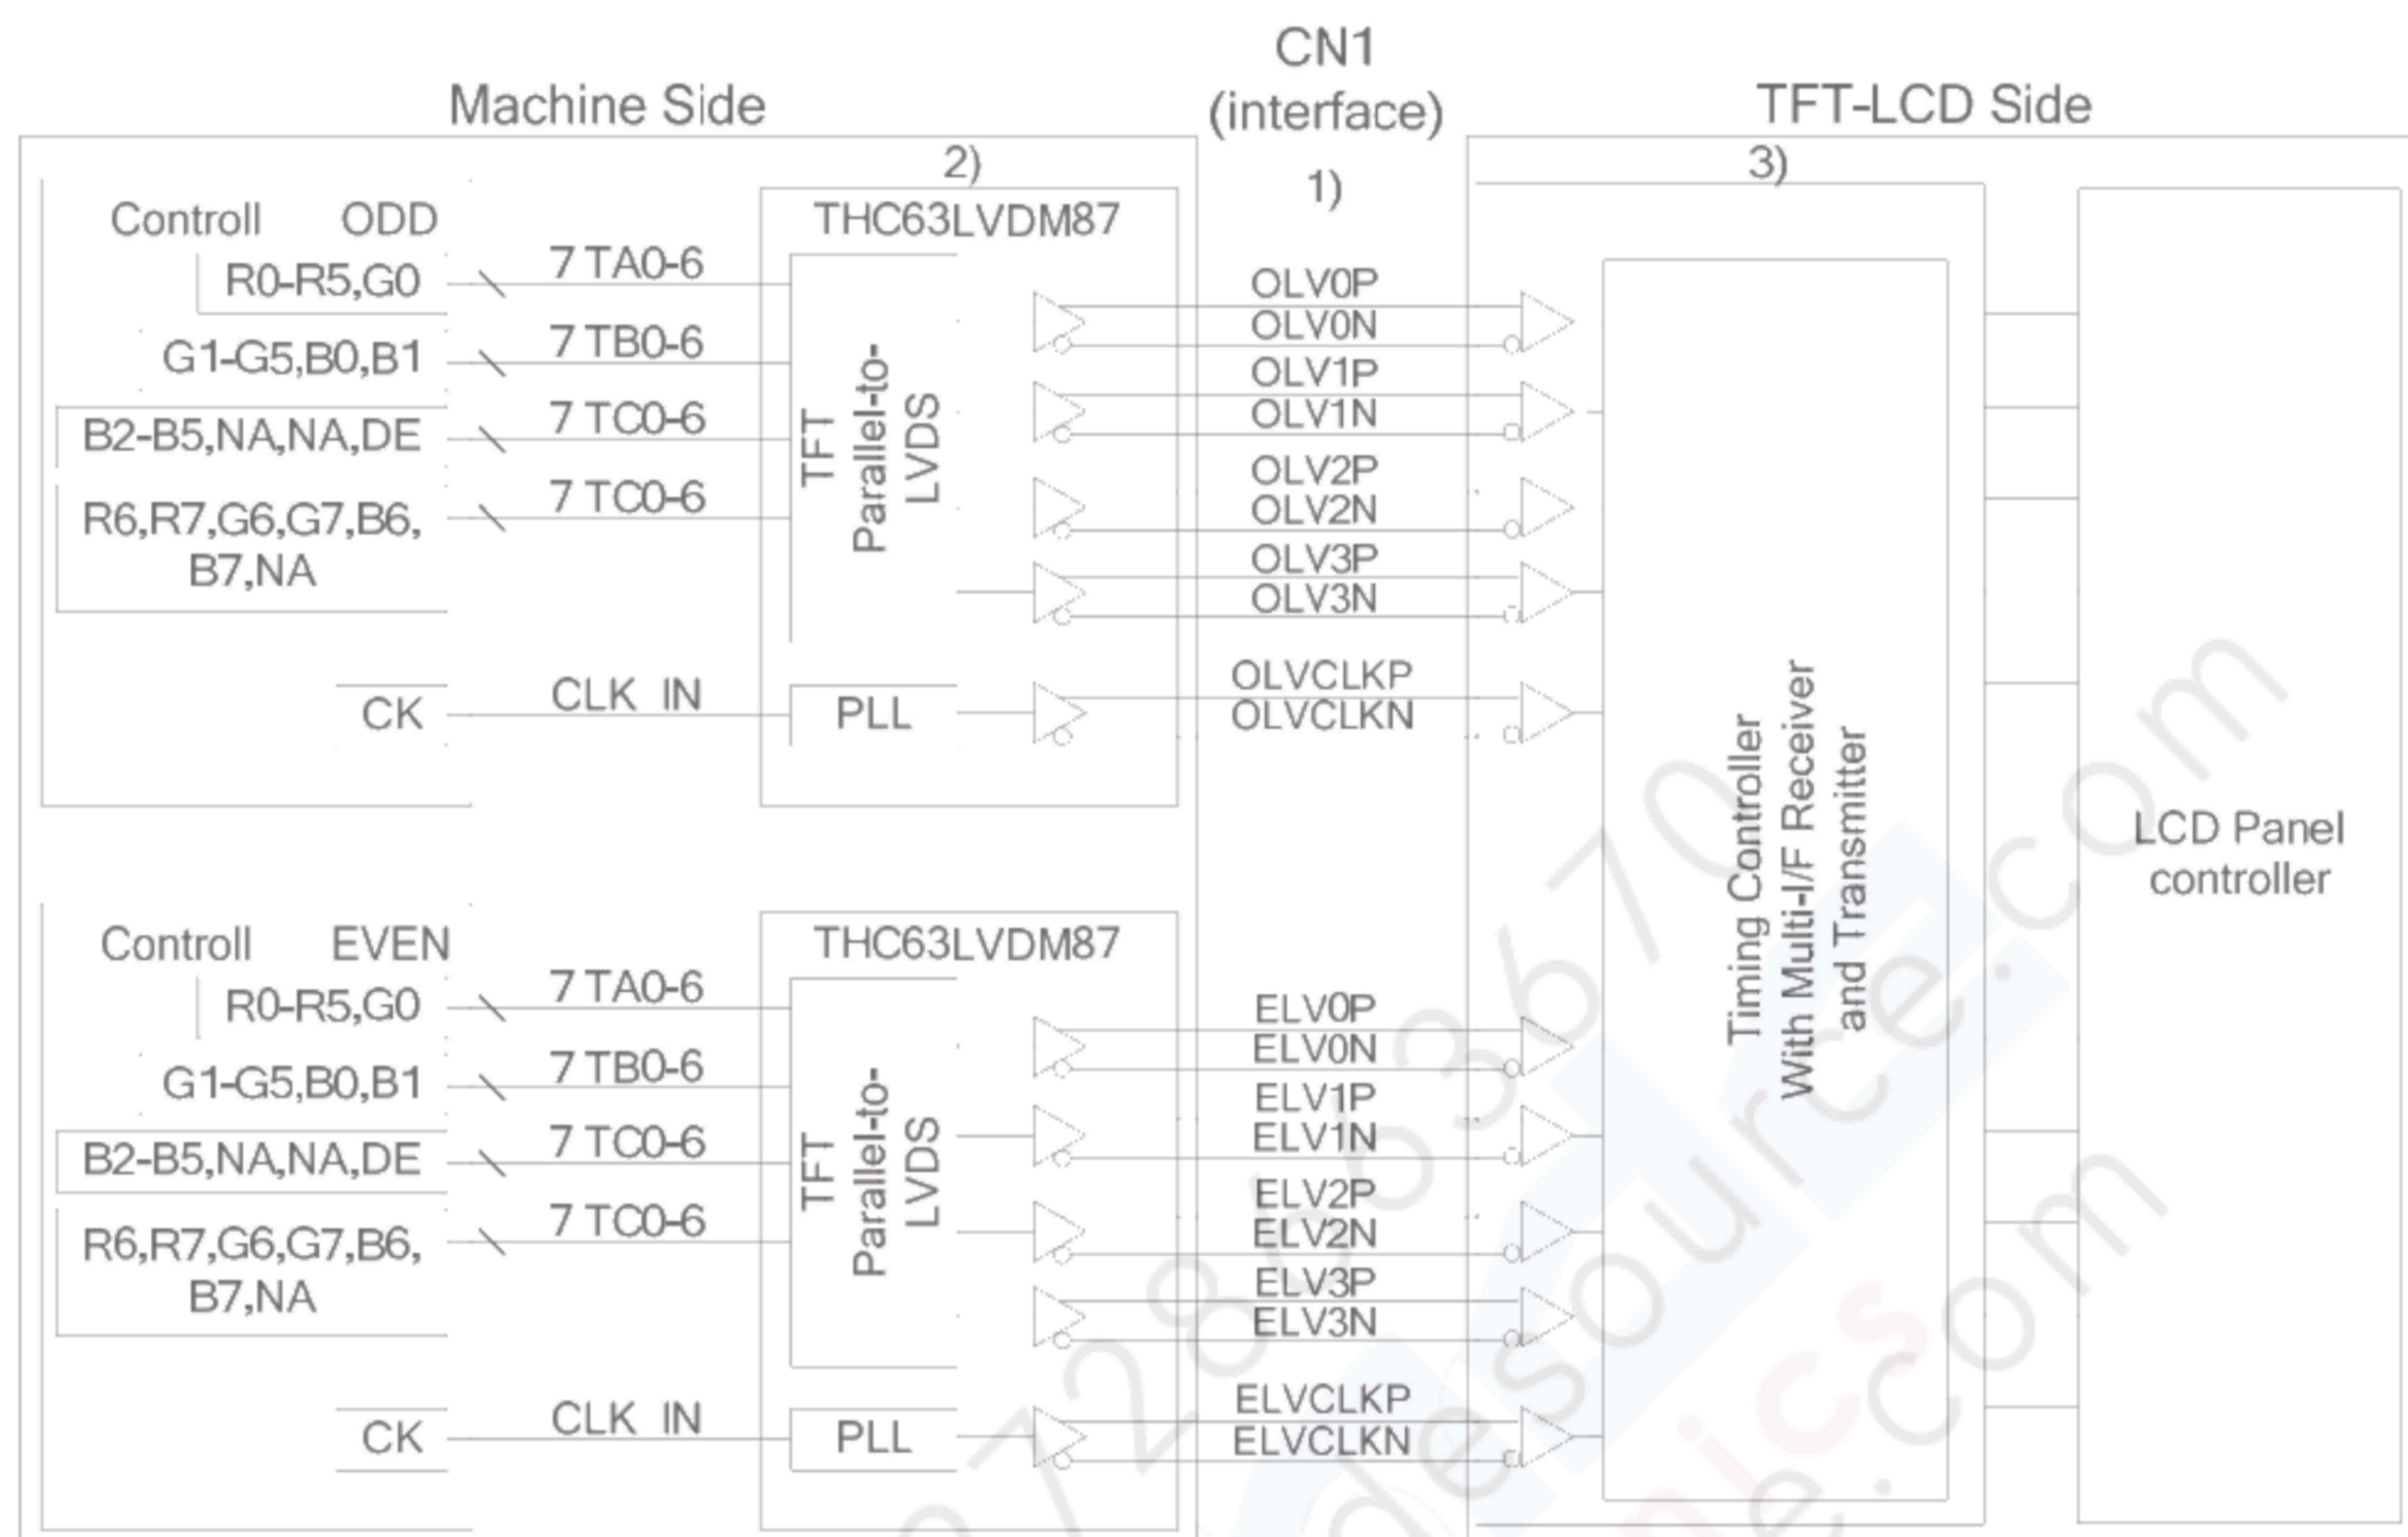 CN1
(interface)
1)
Machine Side
TFT-LCD Side
2)
3)
Controll ODD
THC63LVDM87
R0-R5,G0
7 TA0-6
G1-G5,B0,B1
7 TB0-6
B2-B5,NA,NA,DE
7 TC0-6
R6,R7,G6,G7,B6,
B7,NA
7 TC0-6
TFT
Parallel-to-
LVDS
CK
CLK IN
PLL
OLV0P
OLV0N
OLV1P
OLV1N
OLV2P
OLV2N
OLV3P
OLV3N
OLVCLKP
OLVCLKN
Controll EVEN
THC63LVDM87
R0-R5,G0
7 TA0-6
G1-G5,B0,B1
7 TB0-6
B2-B5,NA,NA,DE
7 TC0-6
R6,R7,G6,G7,B6,
B7,NA
7 TC0-6
TFT
Parallel-to-
LVDS
CK
CLK IN
PLL
ELV0P
ELV0N
ELV1P
ELV1N
ELV2P
ELV2N
ELV3P
ELV3N
ELVCLKP
ELVCLKN
Timing Controller
With Multi-I/F Receiver
and Transmitter
LCD Panel
controller